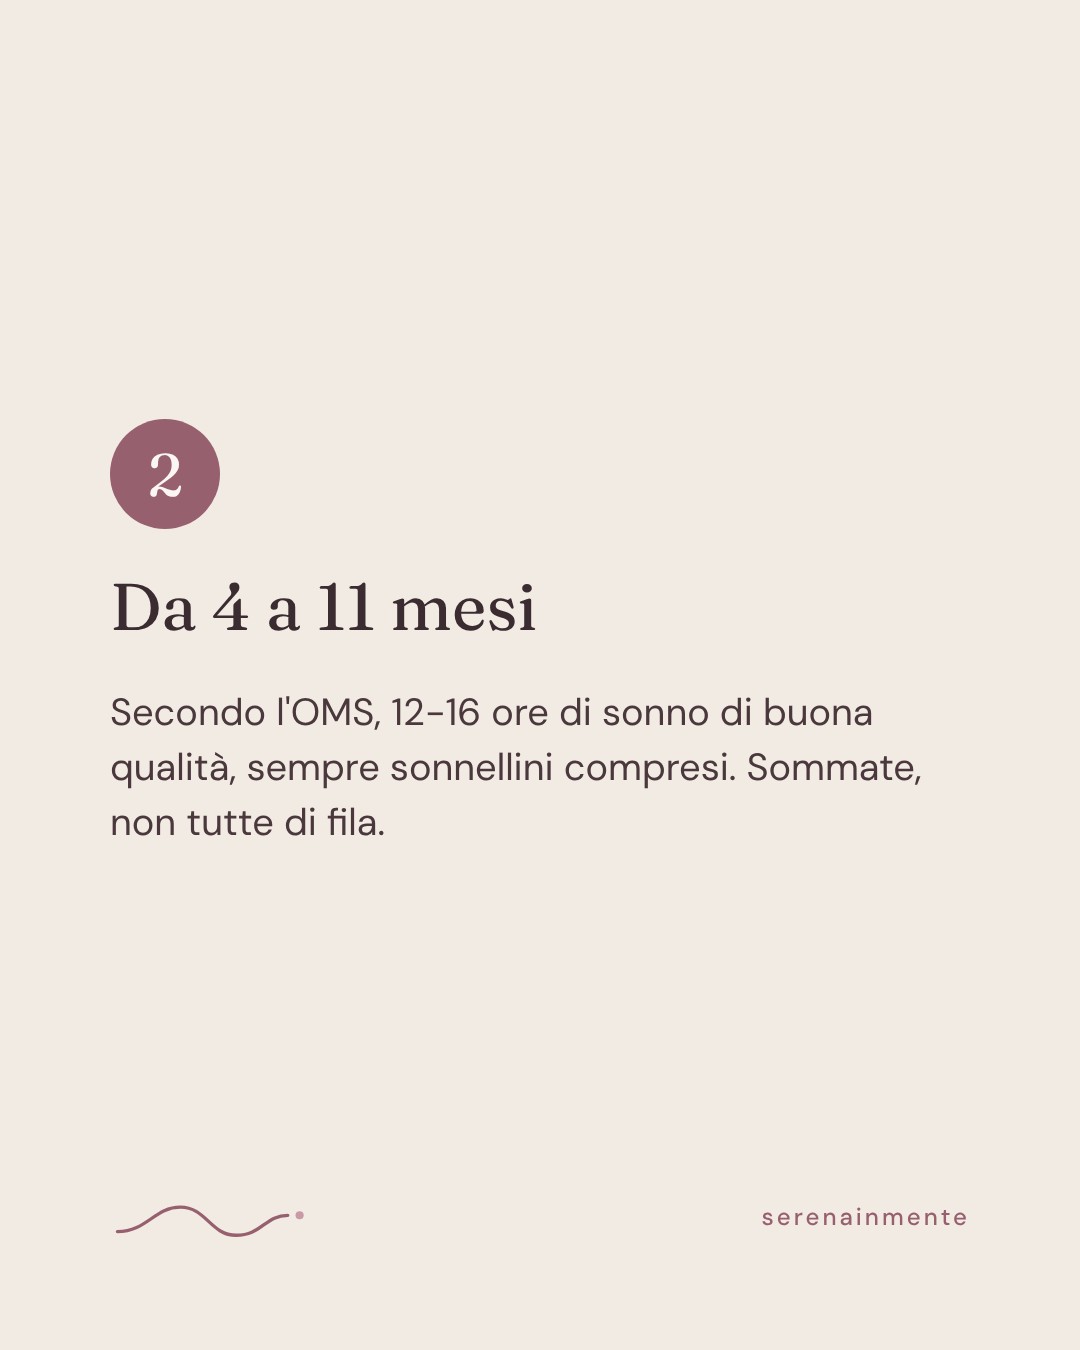 2
Da 4 a 11 mesi
Secondo l'OMS, 12-16 ore di sonno di buona
qualità, sempre sonnellini compresi. Sommate,
non tutte di fila.
serenainmente